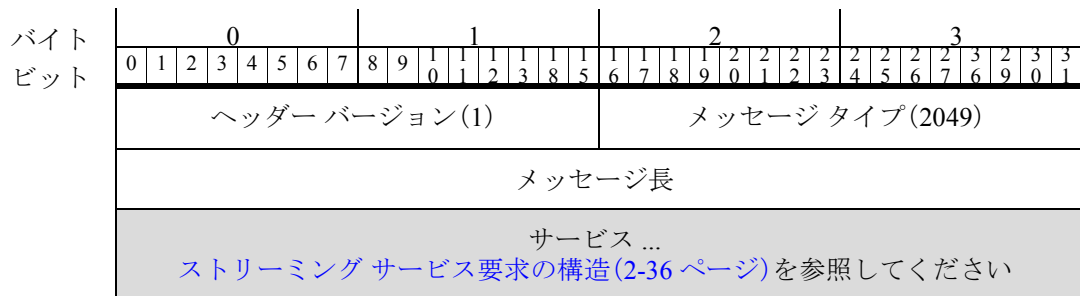 バイト 0 1 2 3
ビット 0 1 2 3 4 5 6 7 8 9 10 11 12 13 18 15 16 17 18 19 20 21 22 23 24 25 26 27 36 29 30 31
ヘッダー バージョン(1) メッセージ タイプ(2049)
メッセージ長
サービス ...
ストリーミング サービス要求の構造(2-36 ページ)を参照してください